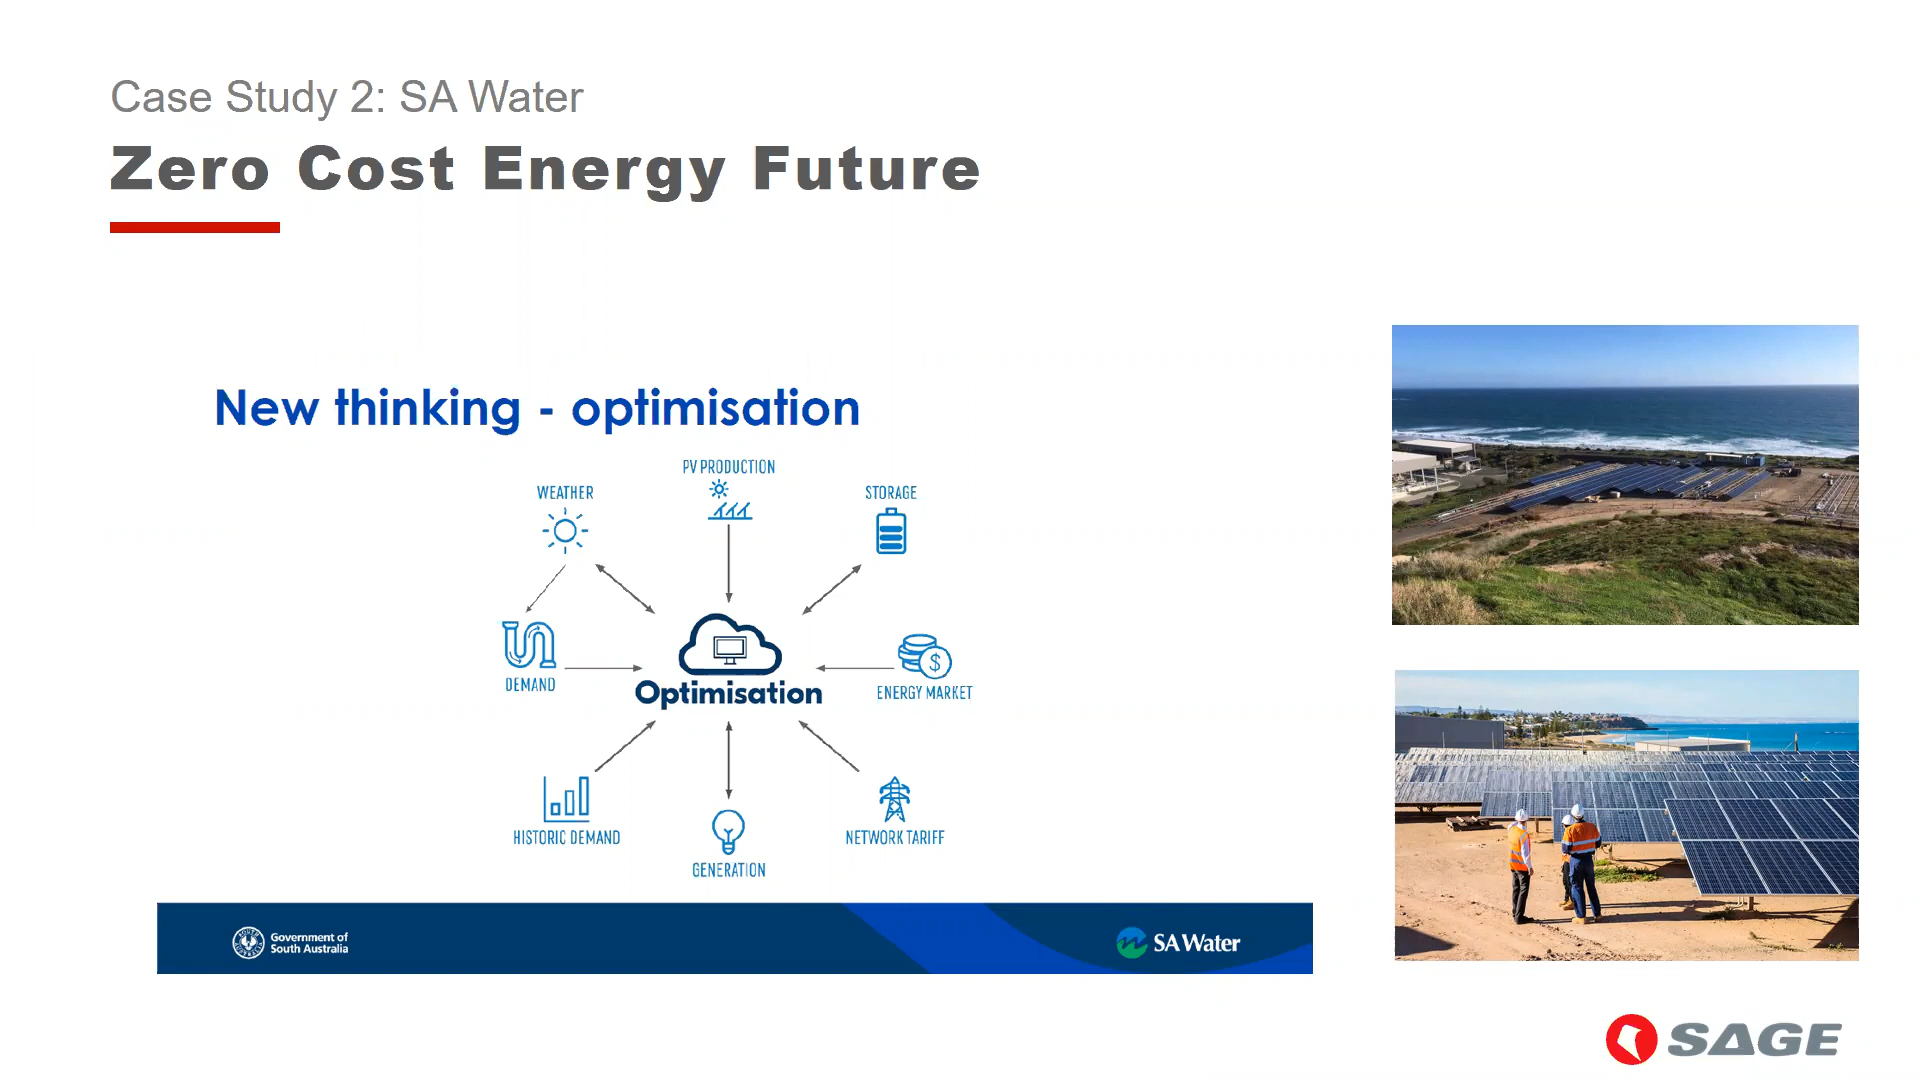 Case Study 2: SA Water
Zero Cost Energy Future
New thinking - optimisation
PV PRODUCTION
WEATHER
STORAGE
DEMAND
Optimisation
ENERGY MARKET
HISTORIC DEMAND
GENERATION
NETWORK TARIFF
Government of
South Australia
SA Water
SAGE